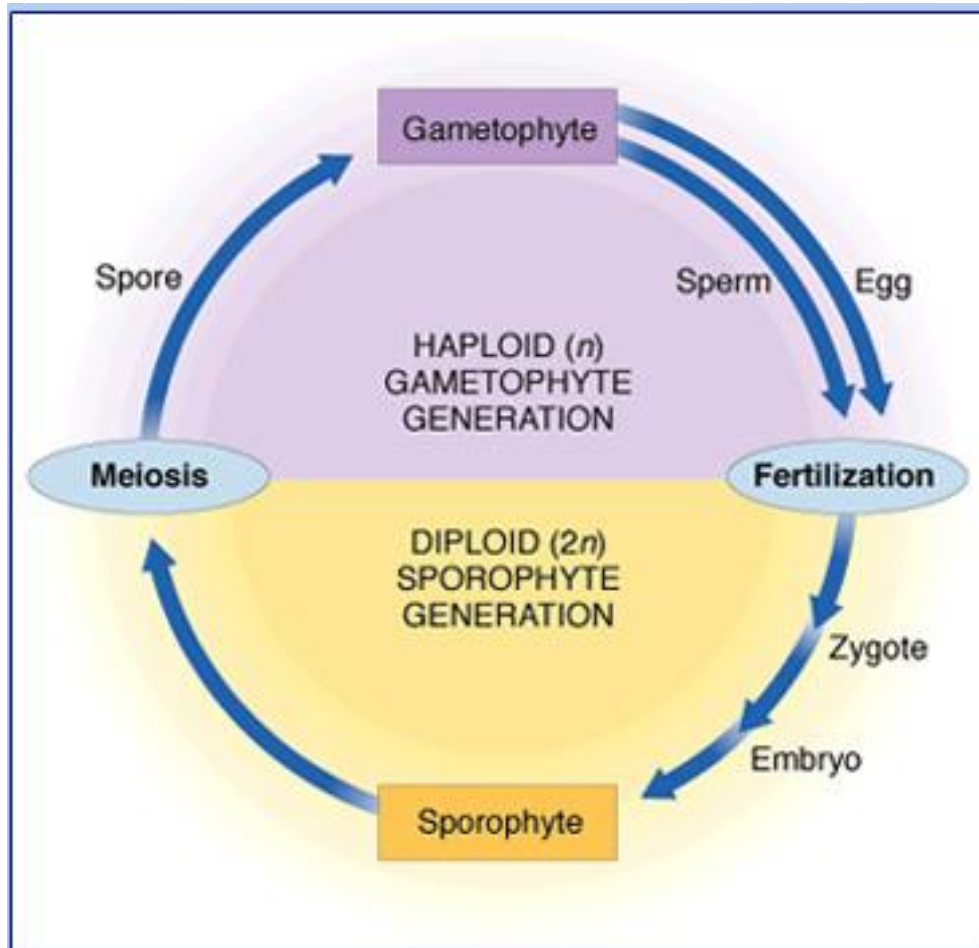 Gametophyte
Spore
Sperm
Egg
HAPLOID (n)
GAMETOPHYTE
GENERATION
Meiosis
Fertilization
DIPLOID (2n)
SPOROPHYTE
GENERATION
Zygote
Embryo
Sporophyte